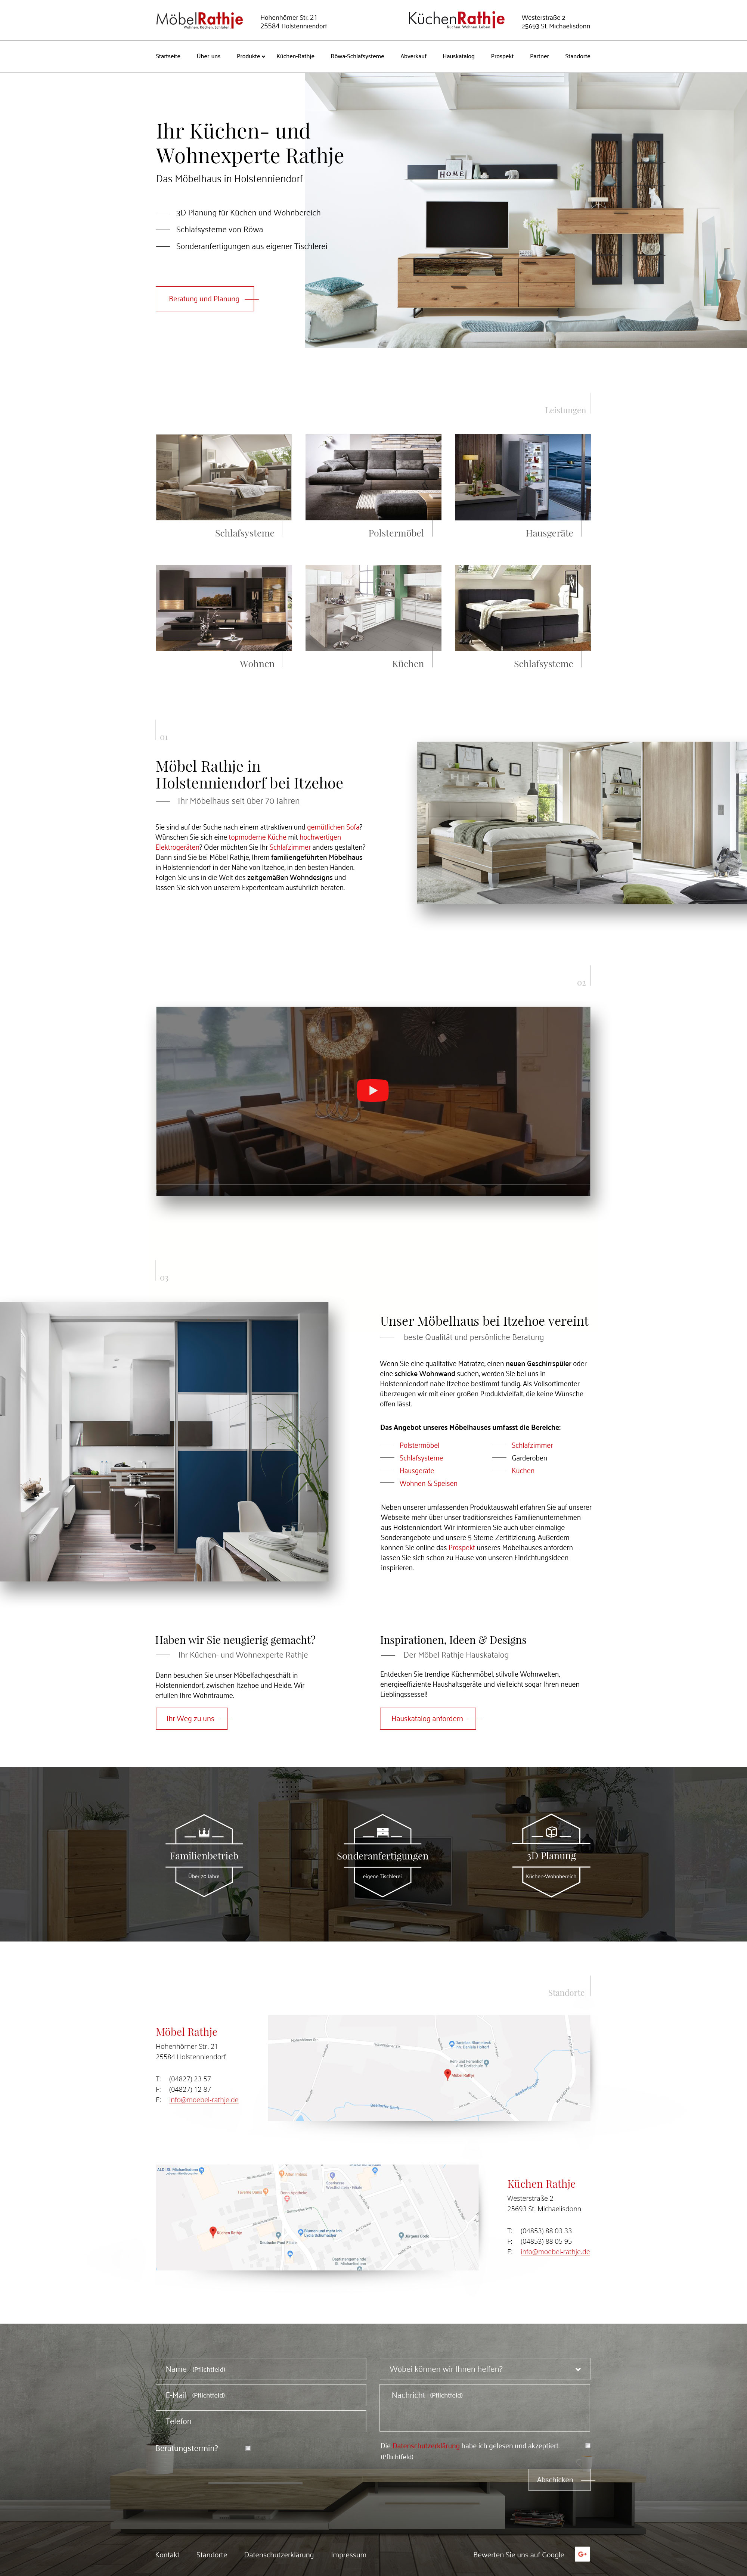 MöbelRathje
Wohnen. Küchen. Schlafen.
Hohenhörner Str. 21
25584 Holstenniendorf
KüchenRathje
Küchen. Wohnen. Leben.
Westerstraße 2
25693 St. Michaelisdonn
Startseite Über uns Produkte Küchen-Rathje Röwa-Schlafsysteme Abverkauf Hauskatalog Prospekt Partner Standorte
Ihr Küchen- und
Wohnexperte Rathje
Das Möbelhaus in Holstenniendorf
3D Planung für Küchen und Wohnbereich
Schlafsysteme von Röwa
Sonderanfertigungen aus eigener Tischlerei
Beratung und Planung
HOME
Leistungen
Schlafsysteme Polstermöbel Hausgeräte
Wohnen Küchen Schlafsysteme
01
Möbel Rathje in
Holstenniendorf bei Itzehoe
Ihr Möbelhaus seit über 70 Jahren
Sie sind auf der Suche nach einem attraktiven und gemütlichen Sofa?
Wünschen Sie sich eine topmoderne Küche mit hochwertigen
Elektrogeräten? Oder möchten Sie Ihr Schlafzimmer anders gestalten?
Dann sind Sie bei Möbel Rathje, Ihrem familiengeführten Möbelhaus
in Holstenniendorf in der Nähe von Itzehoe, in den besten Händen.
Folgen Sie uns in die Welt des zeitgemäßen Wohndesigns und
lassen Sie sich von unserem Expertenteam ausführlich beraten.
02
03
Unser Möbelhaus bei Itzehoe vereint
beste Qualität und persönliche Beratung
Wenn Sie eine qualitative Matratze, einen neuen Geschirrspüler oder
eine schicke Wohnwand suchen, werden Sie bei uns in
Holstenniendorf nahe Itzehoe bestimmt fündig. Als Vollsortimenter
überzeugen wir mit einer großen Produktvielfalt, die keine Wünsche
offen lässt.
Das Angebot unseres Möbelhauses umfasst die Bereiche:
Polstermöbel Schlafzimmer
Schlafsysteme Garderoben
Hausgeräte Küchen
Wohnen & Speisen
Neben unserer umfassenden Produktauswahl erfahren Sie auf unserer
Webseite mehr über unser traditionsreiches Familienunternehmen
aus Holstenniendorf. Wir informieren Sie auch über einmalige
Sonderangebote und unsere 5-Sterne-Zertifizierung. Außerdem
können Sie online das Prospekt unseres Möbelhauses anfordern –
lassen Sie sich schon zu Hause von unseren Einrichtungsideen
inspirieren.
Haben wir Sie neugierig gemacht?
Ihr Küchen- und Wohnexperte Rathje
Dann besuchen Sie unser Möbelfachgeschäft in
Holstenniendorf, zwischen Itzehoe und Heide. Wir
erfüllen Ihre Wohnträume.
Ihr Weg zu uns
Inspirationen, Ideen & Designs
Der Möbel Rathje Hauskatalog
Entdecken Sie trendige Küchenmöbel, stilvolle Wohnwelten,
energieeffiziente Haushaltsgeräte und vielleicht sogar Ihren neuen
Lieblingssessel!
Hauskatalog anfordern
Familienbetrieb
Über 70 Jahre
Sonderanfertigungen
eigene Tischlerei
3D Planung
Küchen-Wohnbereich
Standorte
Möbel Rathje
Hohenhörner Str. 21
25584 Holstenniendorf
T: (04827) 23 57
F: (04827) 12 87
E: info@moebel-rathje.de
Möbel Rathje
Küchen Rathje
Deutsche Post Filiale
Jürgens Bode
Küchen Rathje
Westerstraße 2
25693 St. Michaelisdonn
T: (04853) 88 03 33
F: (04853) 88 05 95
E: info@moebel-rathje.de
Name (Pflichtfeld)
E-Mail (Pflichtfeld)
Telefon
Beratungstermin?
Wobei können wir Ihnen helfen?
Nachricht (Pflichtfeld)
Die Datenschutzerklärung habe ich gelesen und akzeptiert.
(Pflichtfeld)
Abschicken
Kontakt Standorte Datenschutzerklärung Impressum
Bewerten Sie uns auf Google
G+